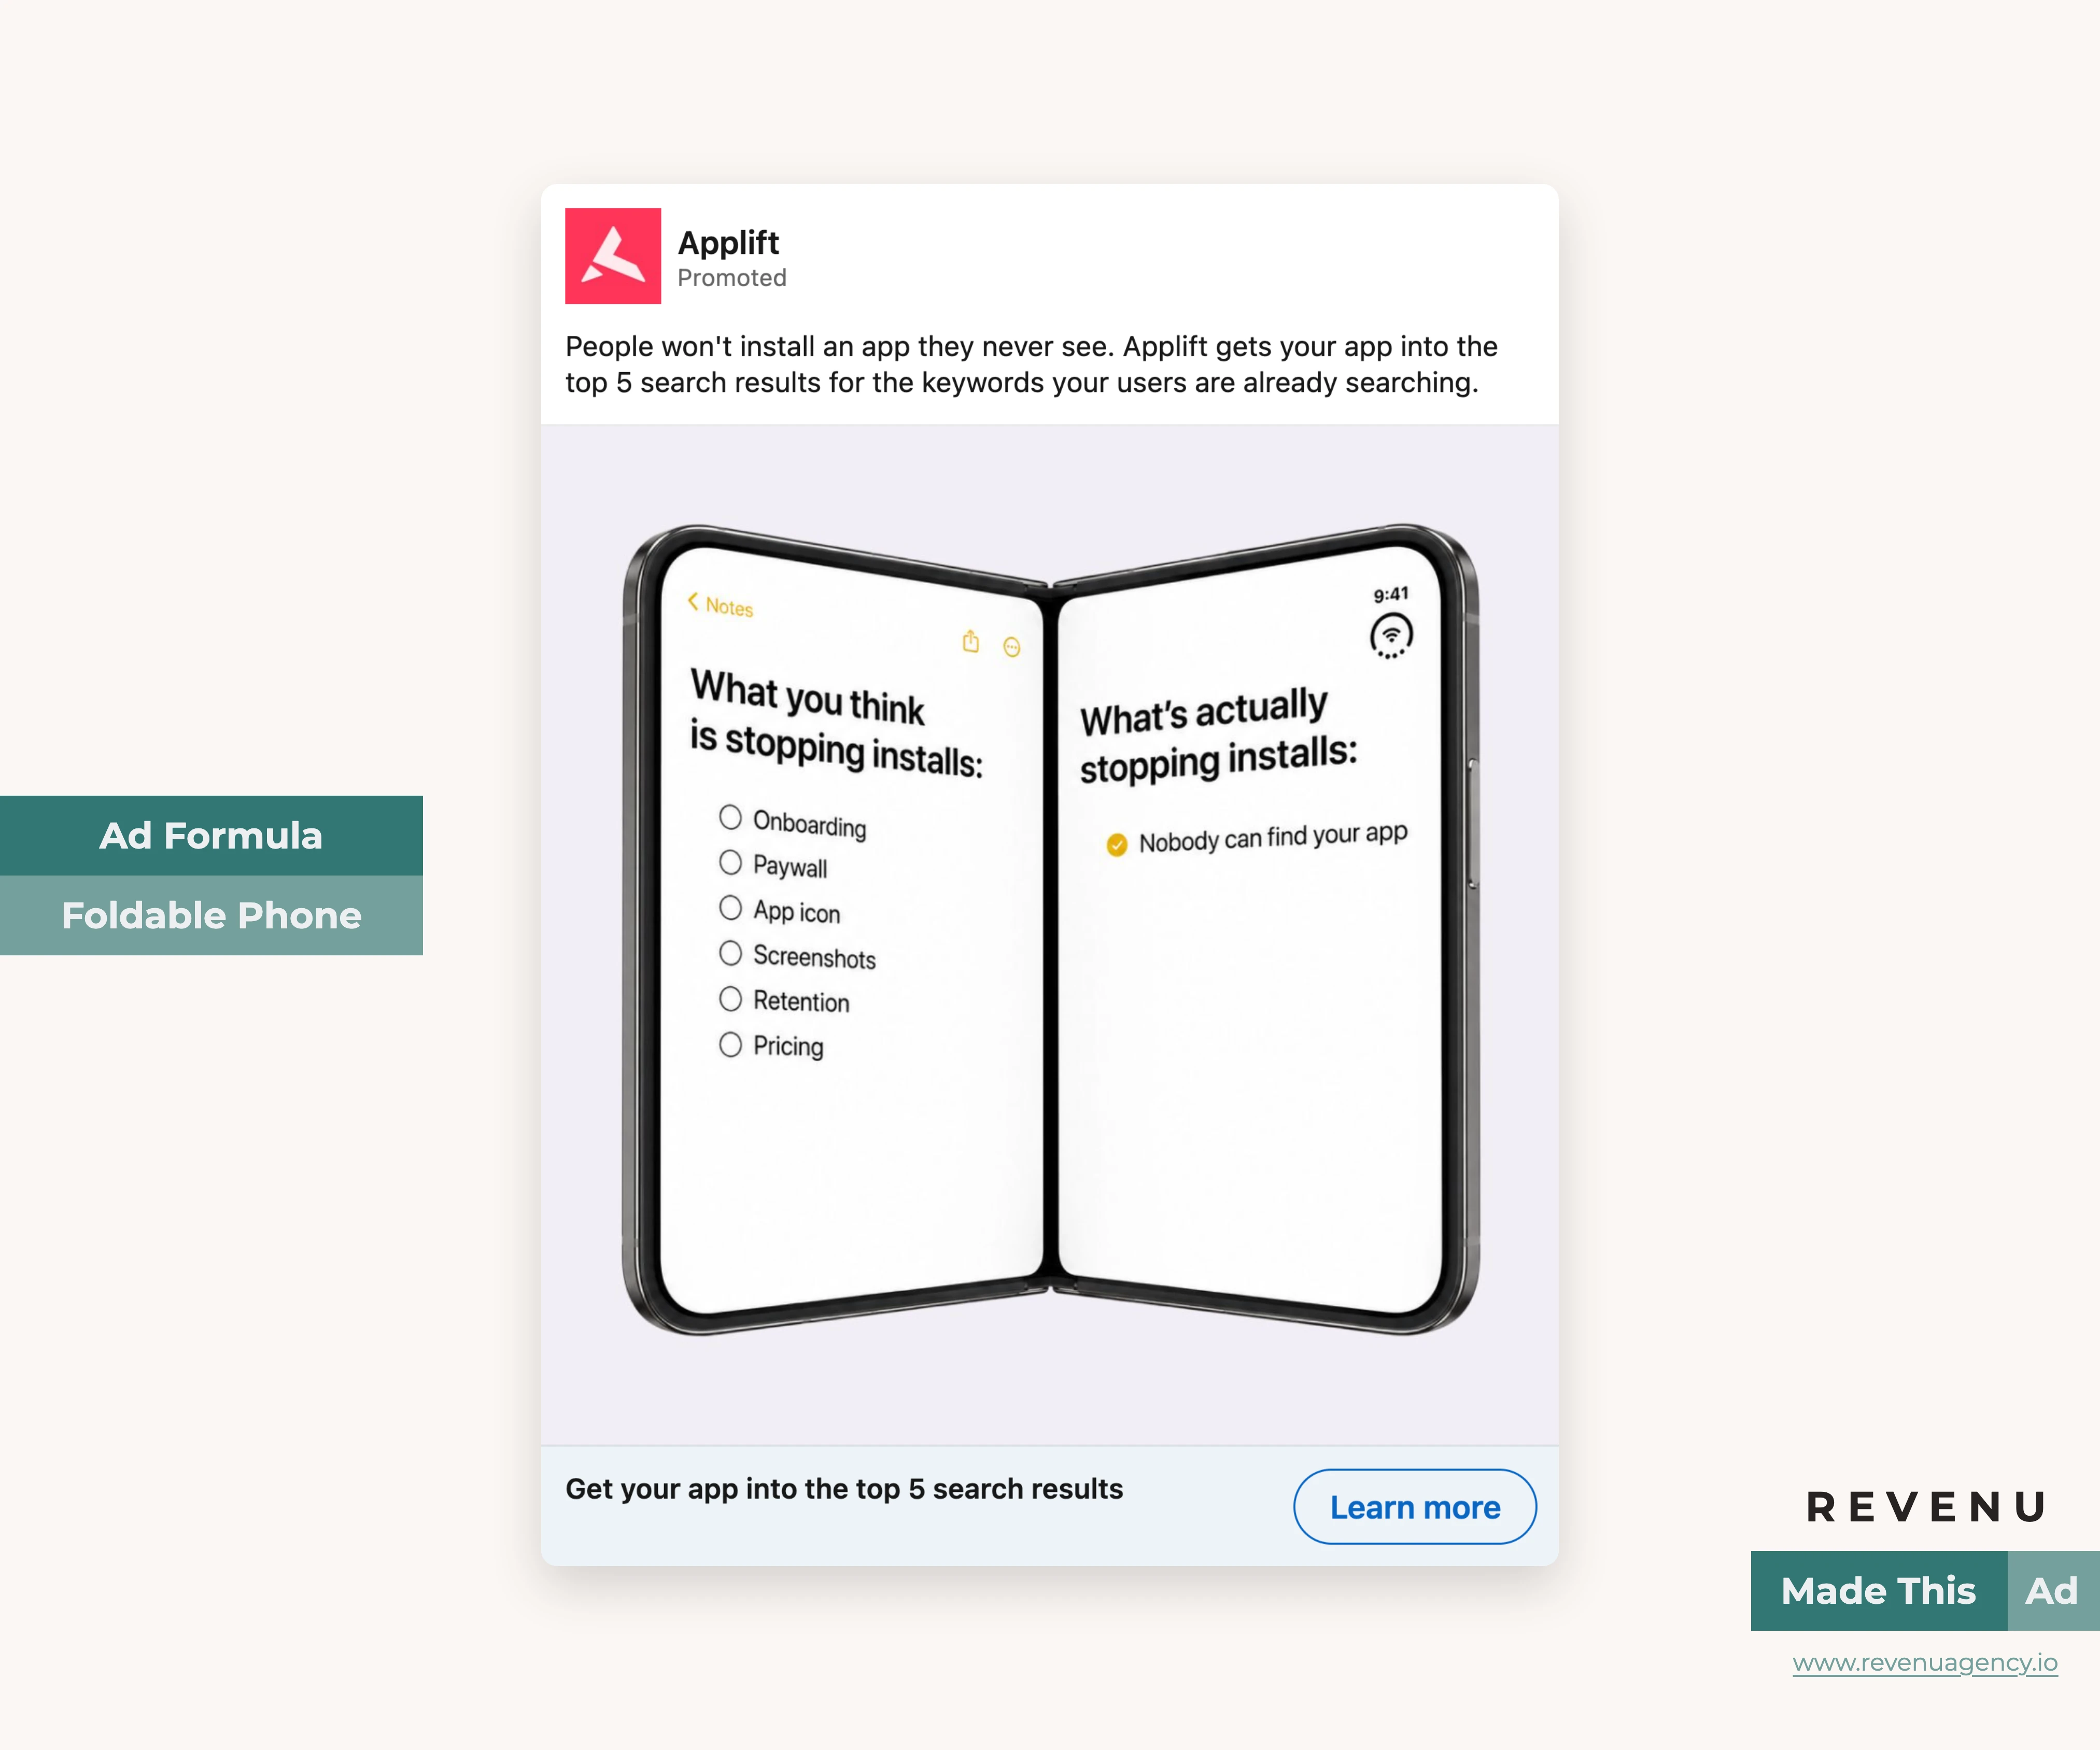 Applift
Promoted
People won't install an app they never see. Applift gets your app into the
top 5 search results for the keywords your users are already searching.
Ad Formula
Foldable Phone
Notes
What you think
is stopping installs:
Onboarding
Paywall
App icon
Screenshots
Retention
Pricing
9:41
What’s actually
stopping installs:
Nobody can find your app
Get your app into the top 5 search results
Learn more
REVENU
Made This Ad
www.revenuagency.io